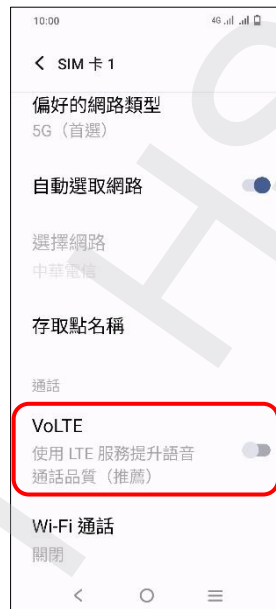 10:00
4G
SIM 卡 1
偏好的網路類型
5G（首選）
自動選取網路
選擇網路
中華電信
存取點名稱
通話
VoLTE
使用 LTE 服務提升語音
通話品質（推薦）
Wi-Fi 通話
關閉